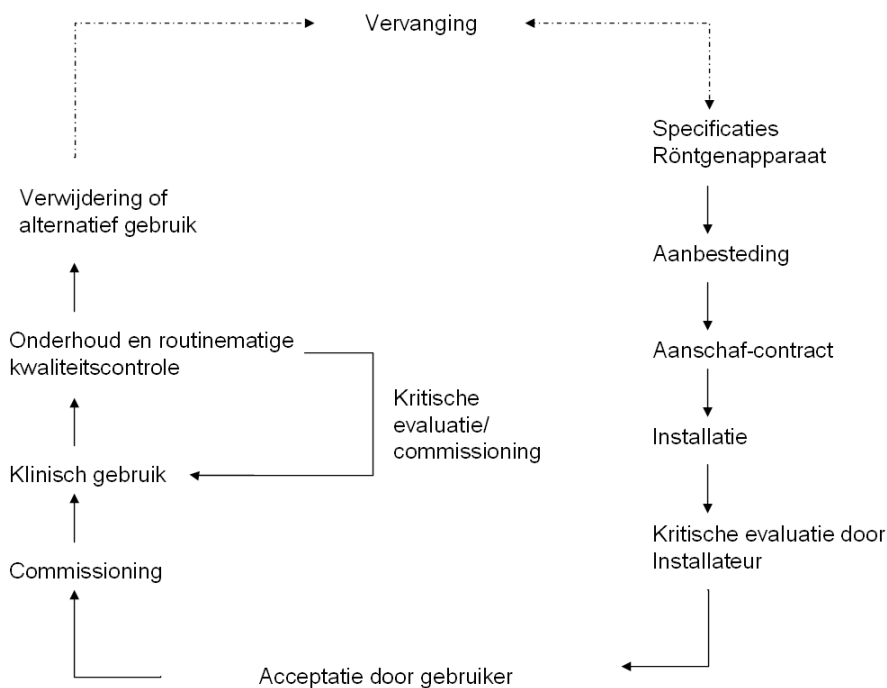 Vervanging
Specificaties
Röntgenapparaat
Aanbesteding
Aanschaf-contract
Installatie
Kritische evaluatie door
Installateur
Acceptatie door gebruiker
Commissioning
Klinisch gebruik
Kritische
evaluatie/
commissioning
Onderhoud en routinematige
kwaliteitscontrole
Verwijdering of
alternatief gebruik